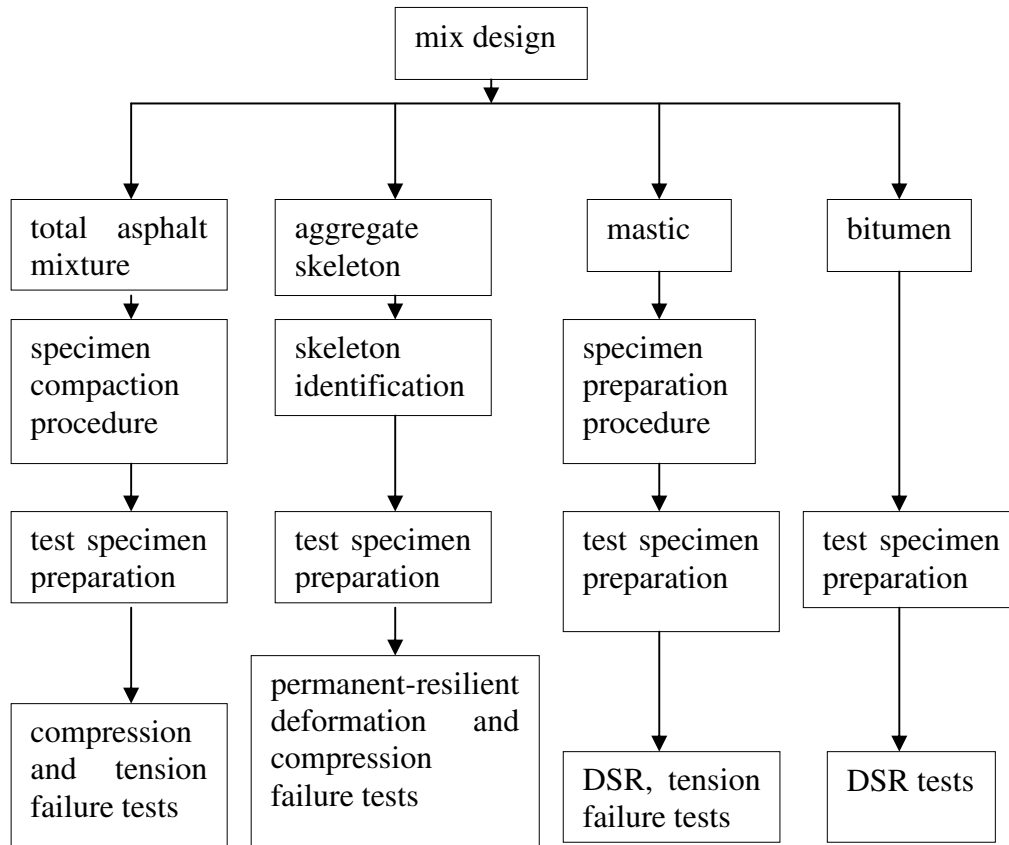 mix design
total asphalt
mixture
aggregate
skeleton
mastic
bitumen
specimen
compaction
procedure
skeleton
identification
specimen
preparation
procedure
test specimen
preparation
test specimen
preparation
test specimen
preparation
test specimen
preparation
compression
and tension
failure tests
permanent-resilient
deformation and
compression
failure tests
DSR, tension
failure tests
DSR tests